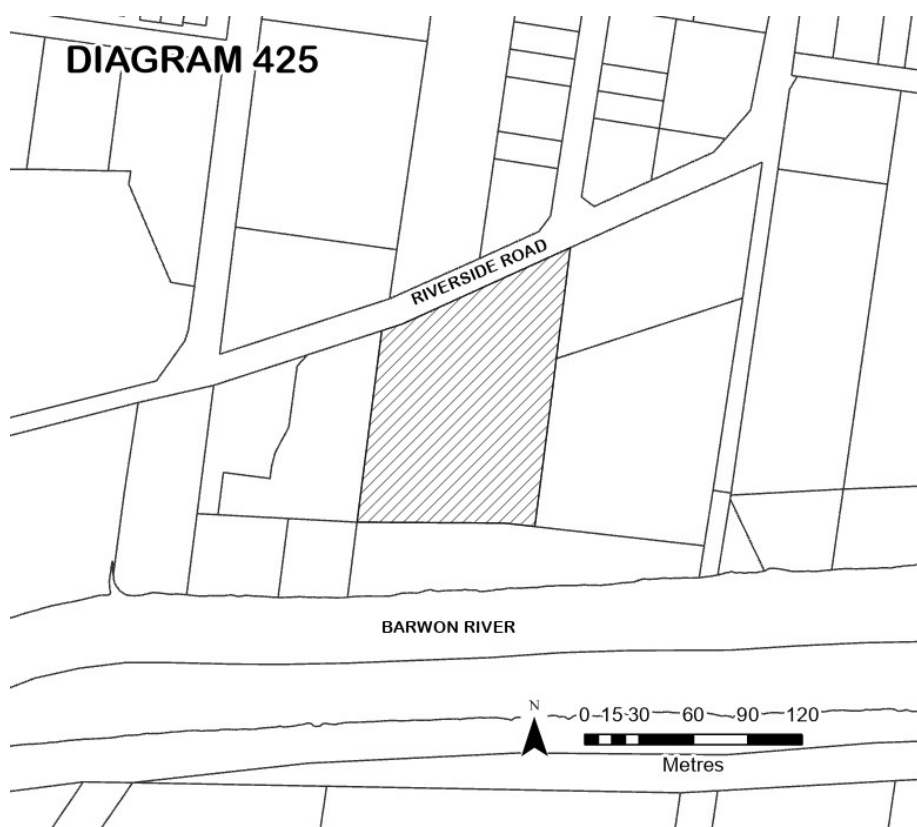 DIAGRAM 425
RIVERSIDE ROAD
BARWON RIVER
N
0 15 30 60 90 120
Metres